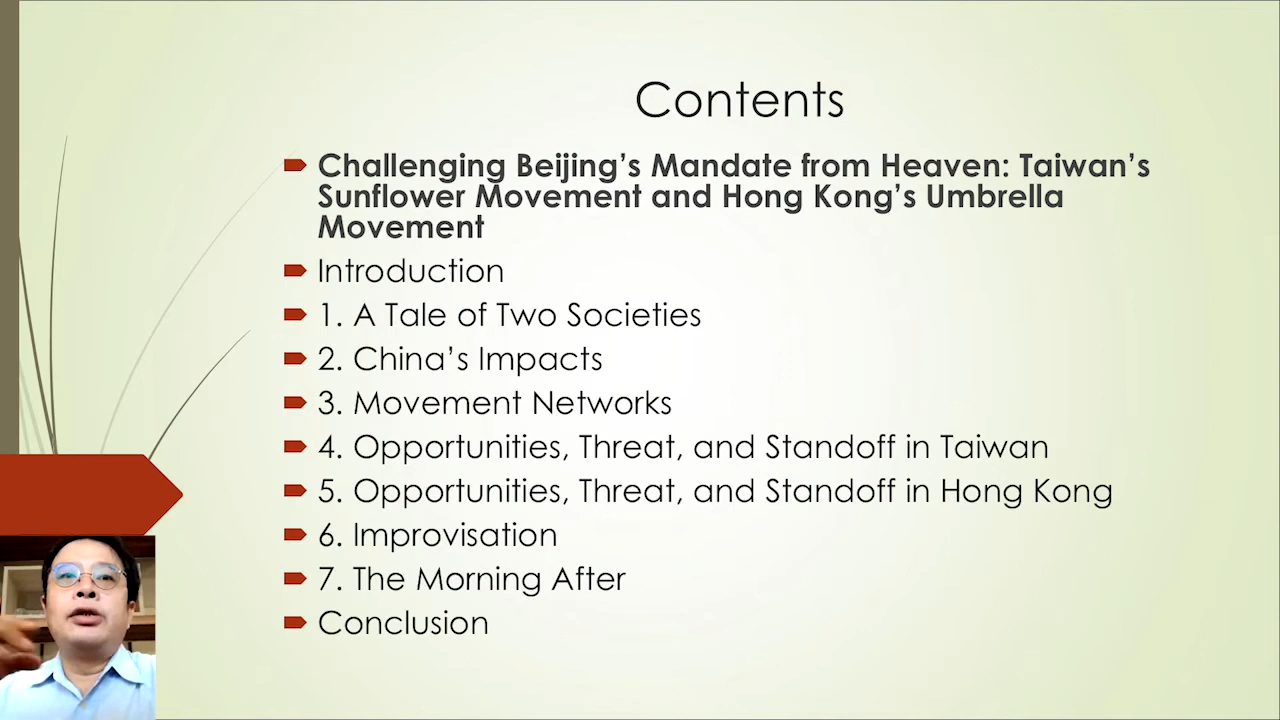 Contents
Challenging Beijing’s Mandate from Heaven: Taiwan’s
Sunflower Movement and Hong Kong’s Umbrella
Movement
Introduction
1. A Tale of Two Societies
2. China’s Impacts
3. Movement Networks
4. Opportunities, Threat, and Standoff in Taiwan
5. Opportunities, Threat, and Standoff in Hong Kong
6. Improvisation
7. The Morning After
Conclusion